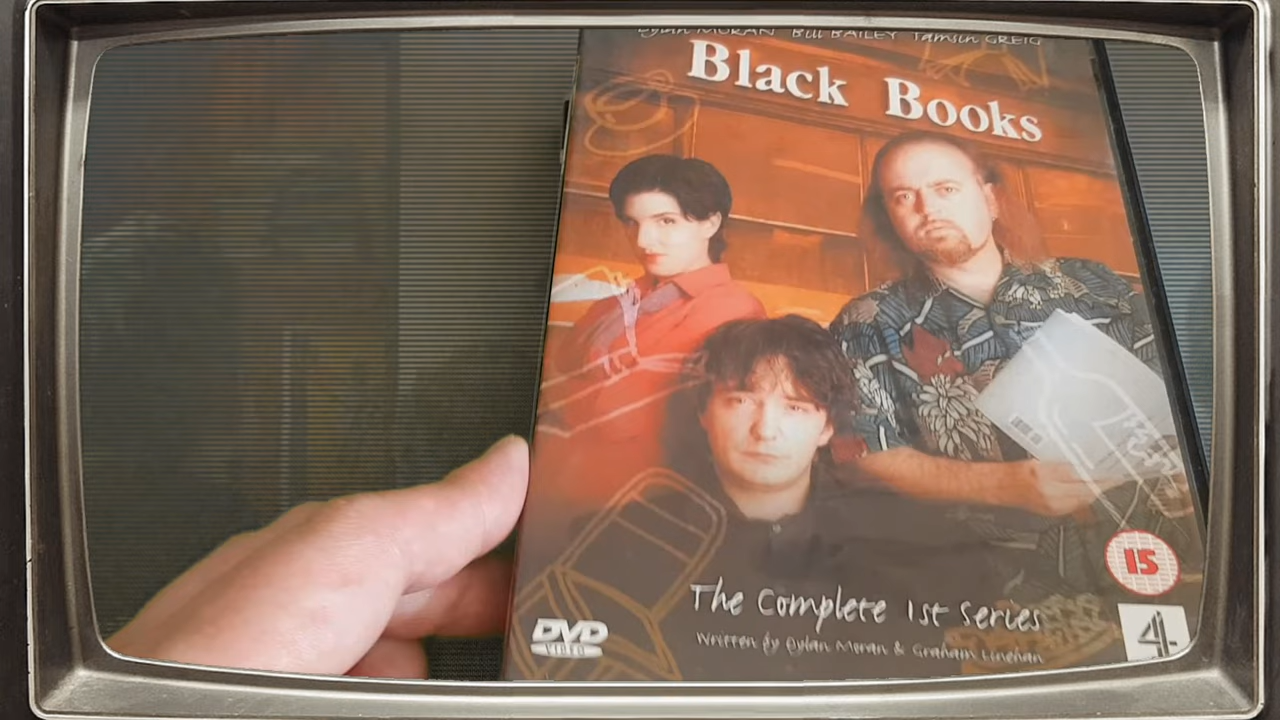 Dylan MORAN Bill BAILEY Tamsin GREIG
Black Books
The Complete 1st Series
Written by Dylan Moran & Graham Linehan
15
DVD
VIDEO
4